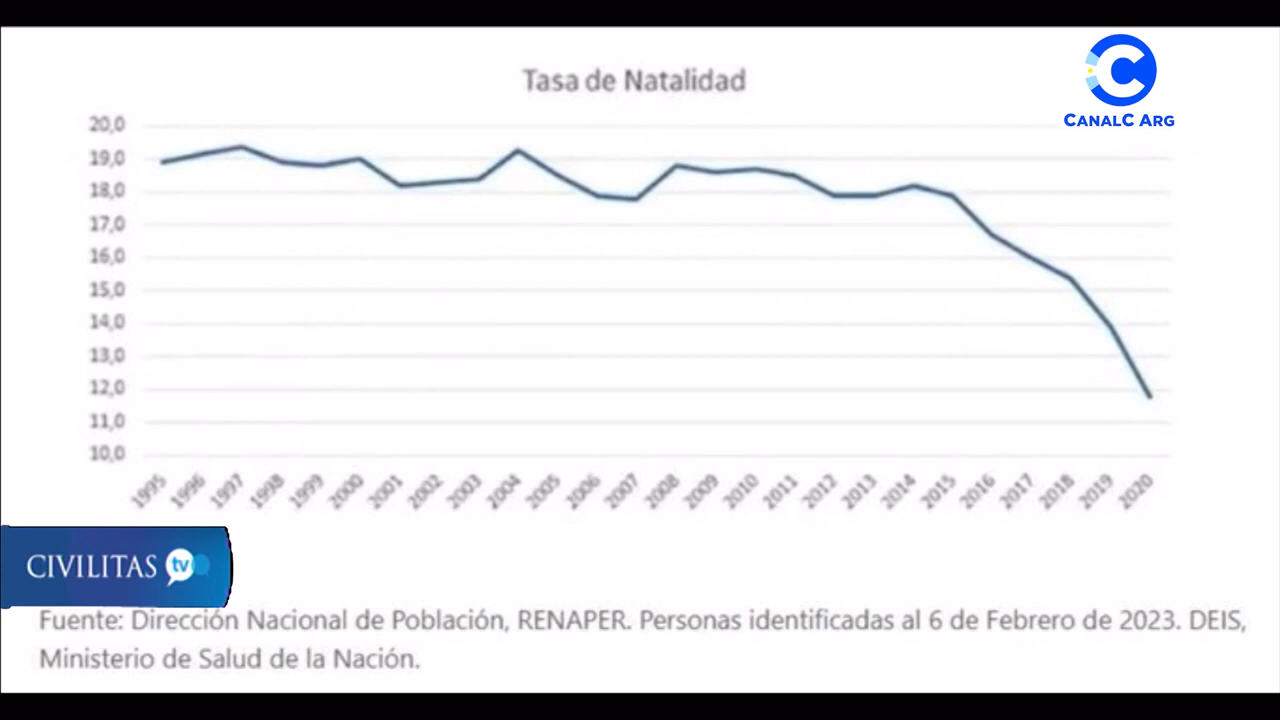 CANALC ARG
Tasa de Natalidad
20,0
19,0
18,0
17,0
16,0
15,0
14,0
13,0
12,0
11,0
10,0
1995 1996 1997 1998 1999 2000 2001 2002 2003 2004 2005 2006 2007 2008 2009 2010 2011 2012 2013 2014 2015 2016 2017 2018 2019 2020
CIVILITAS tv
Fuente: Dirección Nacional de Población, RENAPER. Personas identificadas al 6 de Febrero de 2023. DEIS,
Ministerio de Salud de la Nación.